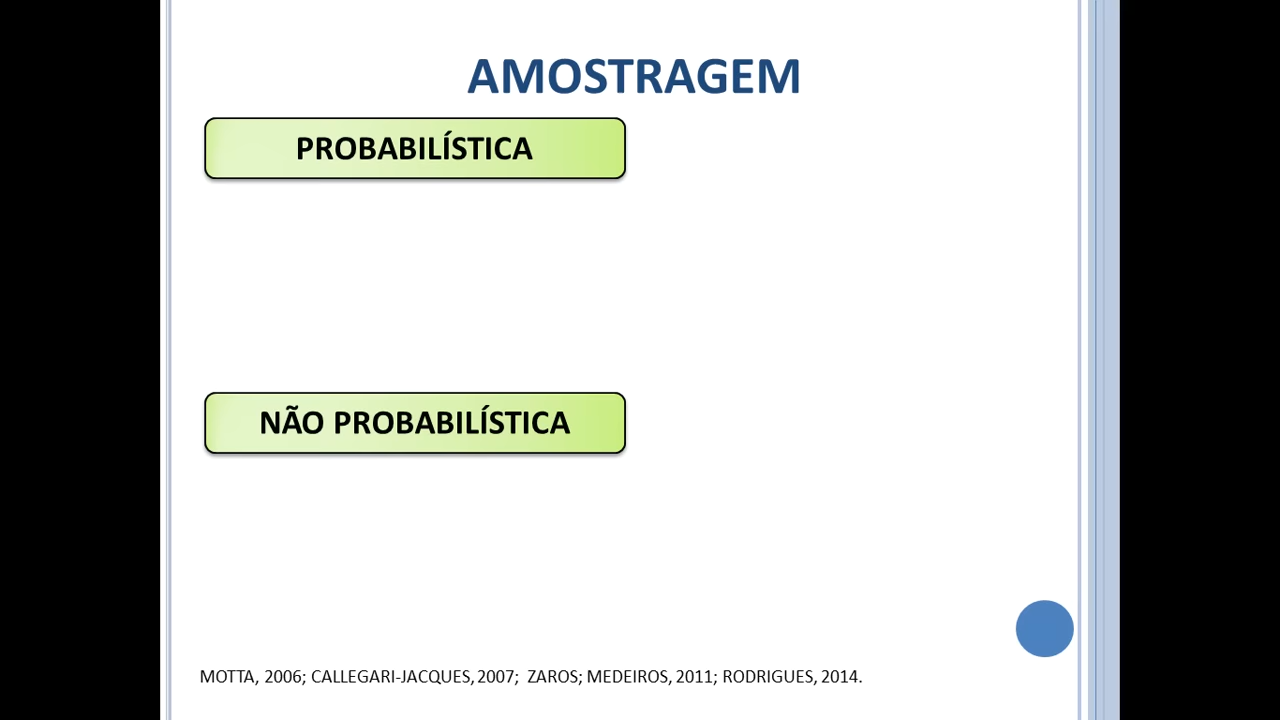 AMOSTRAGEM
PROBABILÍSTICA
NÃO PROBABILÍSTICA
MOTTA, 2006; CALLEGARI-JACQUES, 2007; ZAROS; MEDEIROS, 2011; RODRIGUES, 2014.